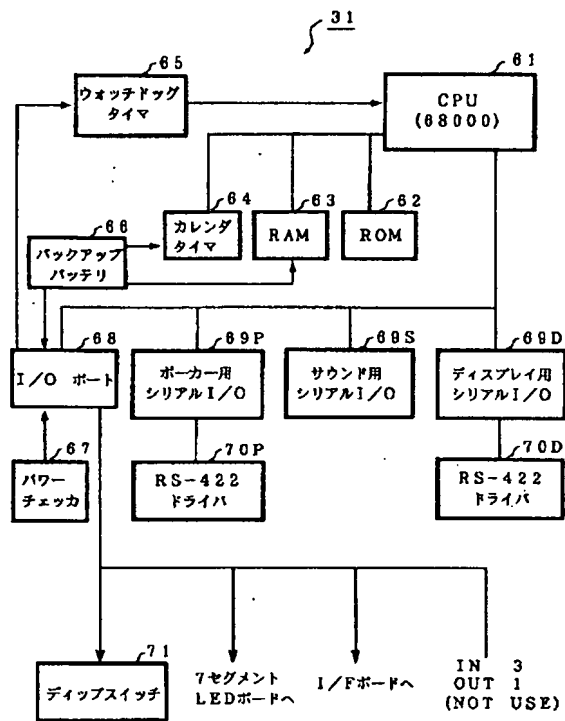 31
65
ウォッチドッグ
タイマ
61
CPU
(68000)
64
カレンダ
タイマ
63
RAM
62
ROM
66
バックアップ
バッテリ
68
I/O ポート
69P
ポーカー用
シリアルI/O
69S
サウンド用
シリアルI/O
69D
ディスプレイ用
シリアルI/O
67
パワー
チェッカ
70P
RS-422
ドライバ
70D
RS-422
ドライバ
71
ディップスイッチ
7セグメント
LEDボードへ
I/Fボードへ
IN 3
OUT 1
(NOT USE)